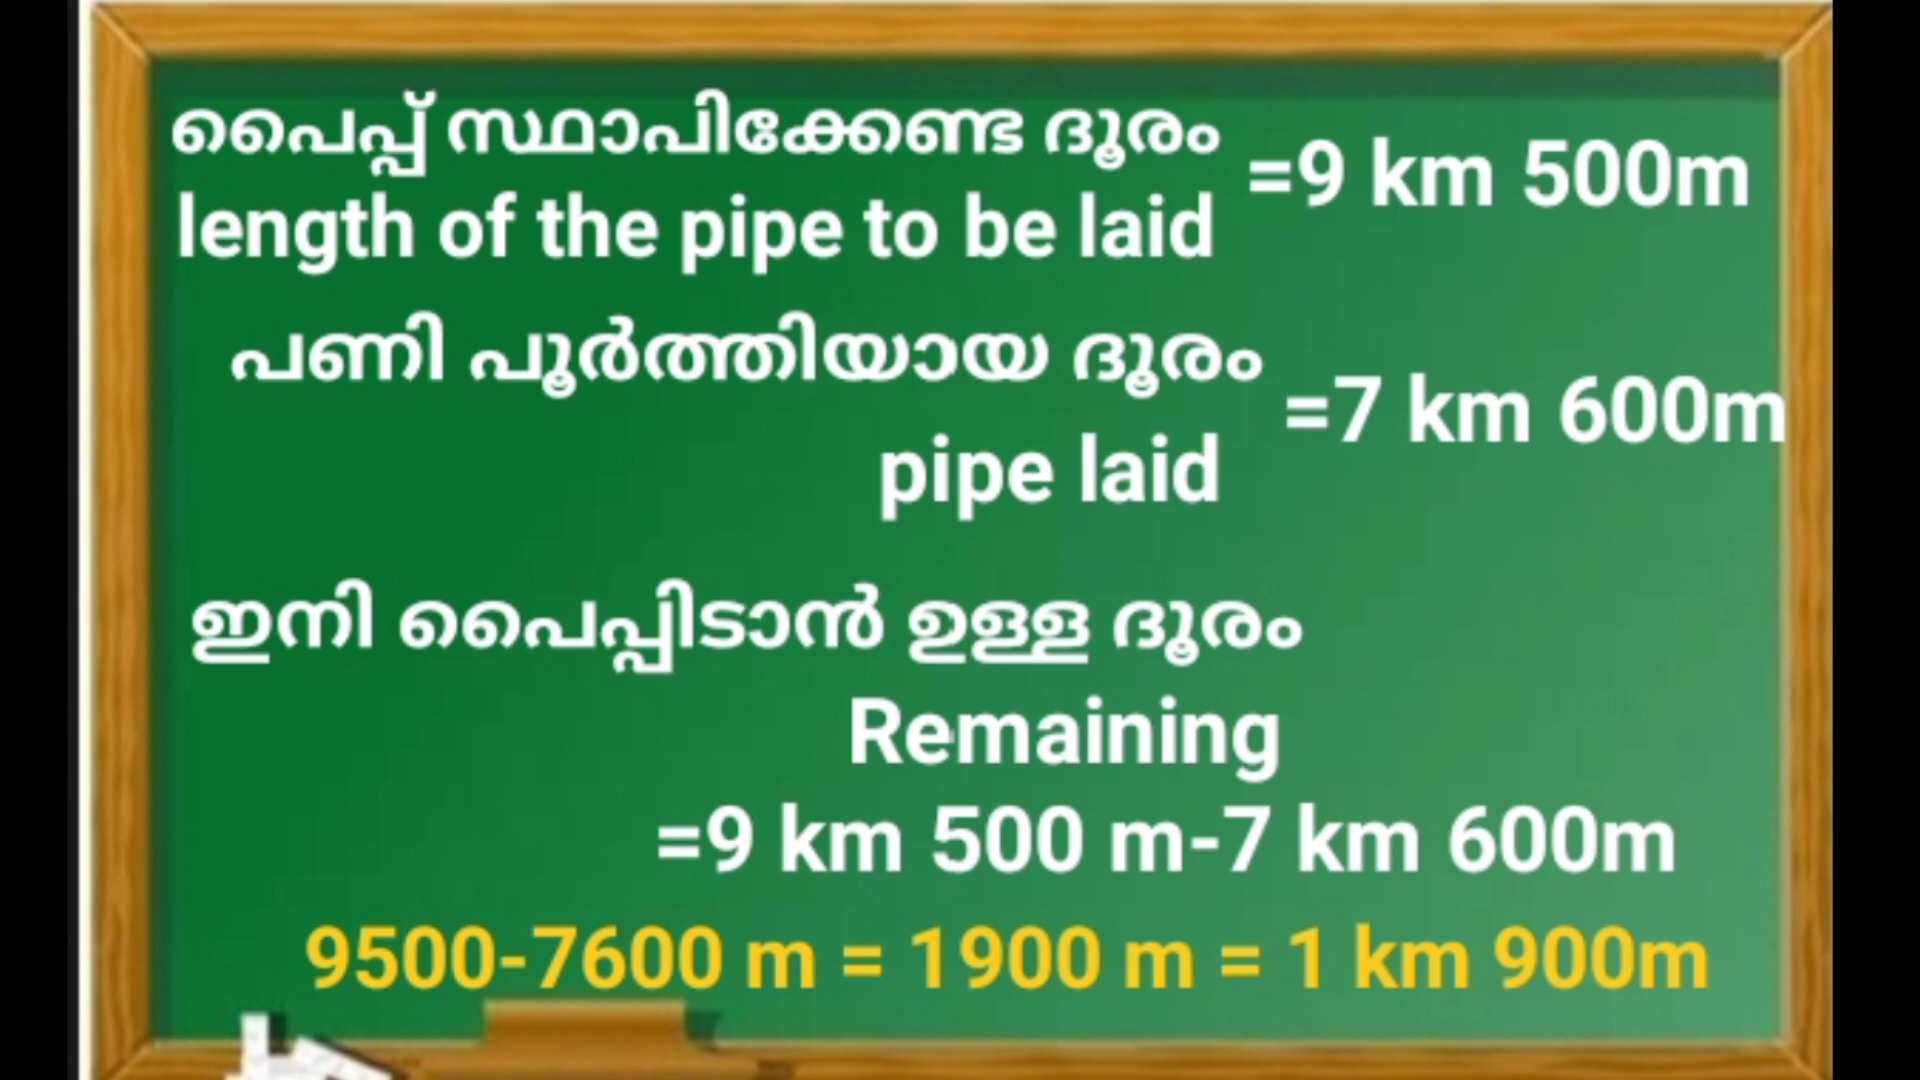 പൈപ്പ് സ്ഥാപിക്കേണ്ട ദൂരം
length of the pipe to be laid
=9 km 500m
പണി പൂർത്തിയായ ദൂരം
pipe laid
=7 km 600m
ഇനി പൈപ്പിടാൻ ഉള്ള ദൂരം
Remaining
=9 km 500 m-7 km 600m
9500-7600 m = 1900 m = 1 km 900m